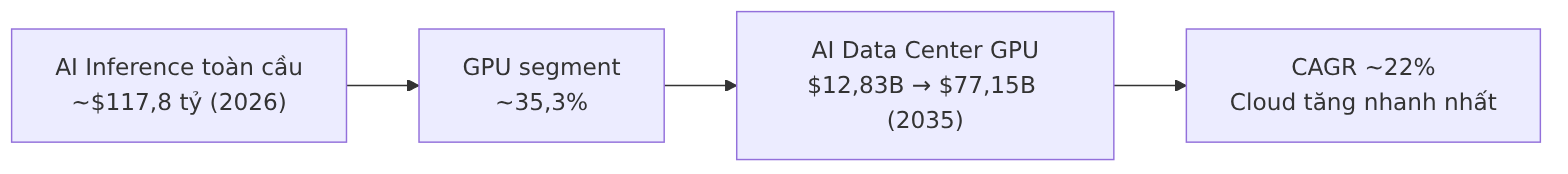 AI Inference toàn cầu
~$117,8 tỷ (2026)
GPU segment
~35,3%
AI Data Center GPU
$12,83B → $77,15B
(2035)
CAGR ~22%
Cloud tăng nhanh nhất